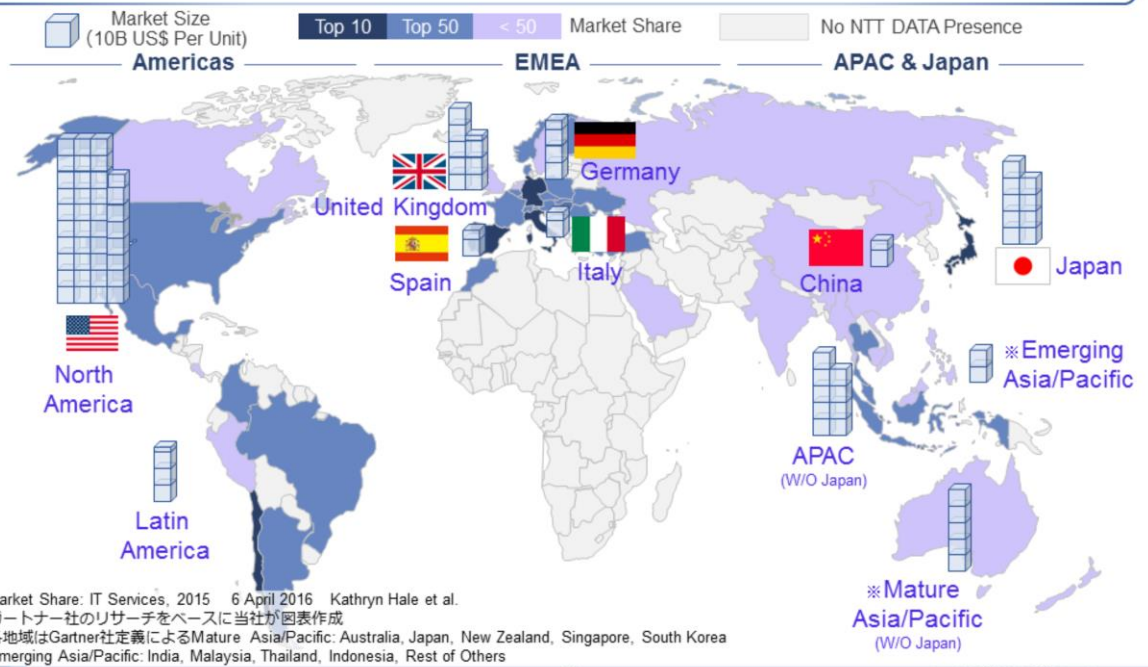 Market Size
(10B US$ Per Unit)
Top 10 Top 50 < 50 Market Share
No NTT DATA Presence
Americas
EMEA
APAC & Japan
Germany
United Kingdom
Spain
Italy
China
Japan
North
America
※Emerging
Asia/Pacific
APAC
(W/O Japan)
Latin
America
※Mature
Asia/Pacific
(W/O Japan)
arket Share: IT Services, 2015 6 April 2016 Kathryn Hale et al.
ートナー社のリサーチをベースに当社が図表作成
地域はGartner社定義によるMature Asia/Pacific: Australia, Japan, New Zealand, Singapore, South Korea
merging Asia/Pacific: India, Malaysia, Thailand, Indonesia, Rest of Others